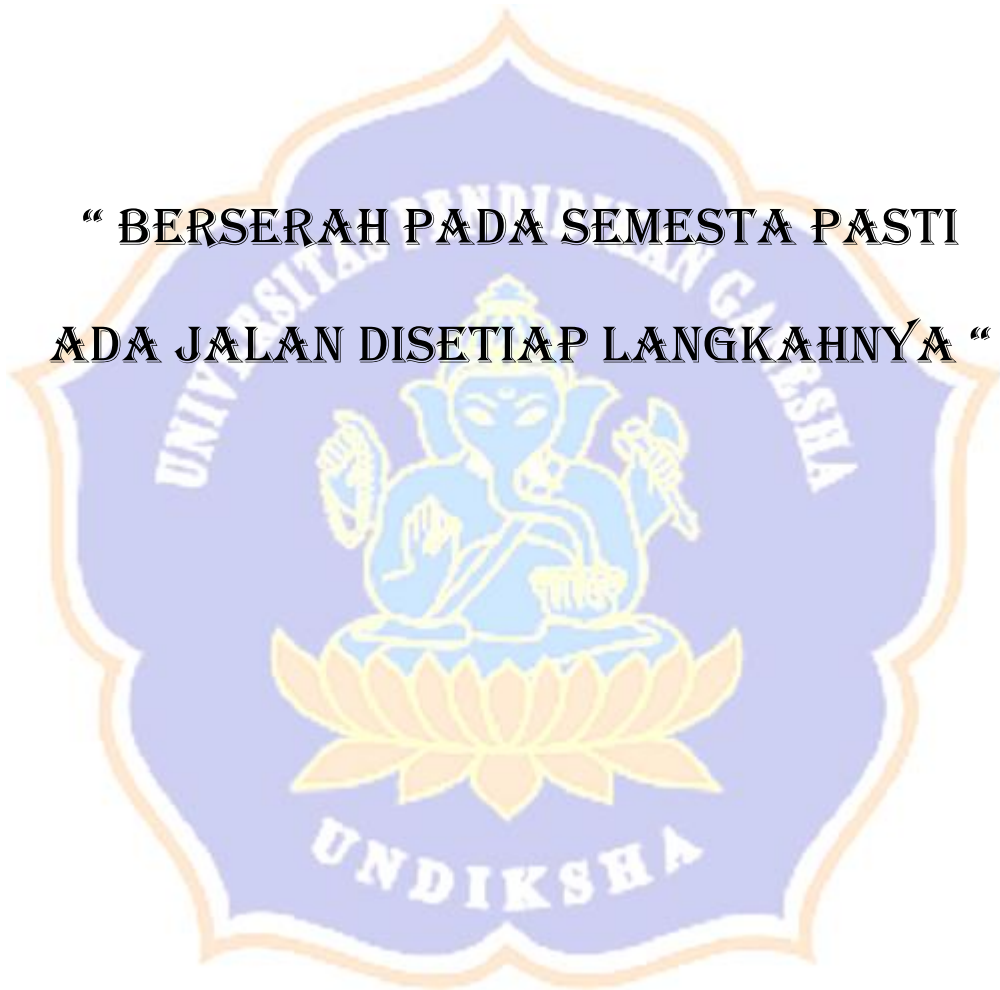 “ BERSERAH PADA SEMESTA PASTI
ADA JALAN DISETIAP LANGKAHNYA “
UNIVERSITAS PENDIDIKAN GANESHA
UNDIKSHA